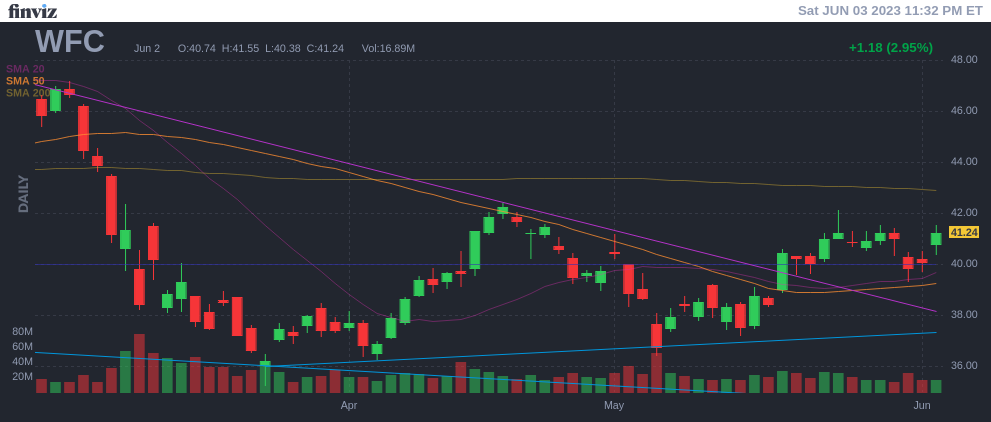 finviz
Sat JUN 03 2023 11:32 PM ET
WFC
Jun 2 O:40.74 H:41.55 L:40.38 C:41.24 Vol:16.89M
+1.18 (2.95%)
SMA 20
SMA 50
SMA 200
DAILY
48.00
46.00
44.00
42.00
41.24
40.00
38.00
36.00
80M
60M
40M
20M
Apr
May
Jun